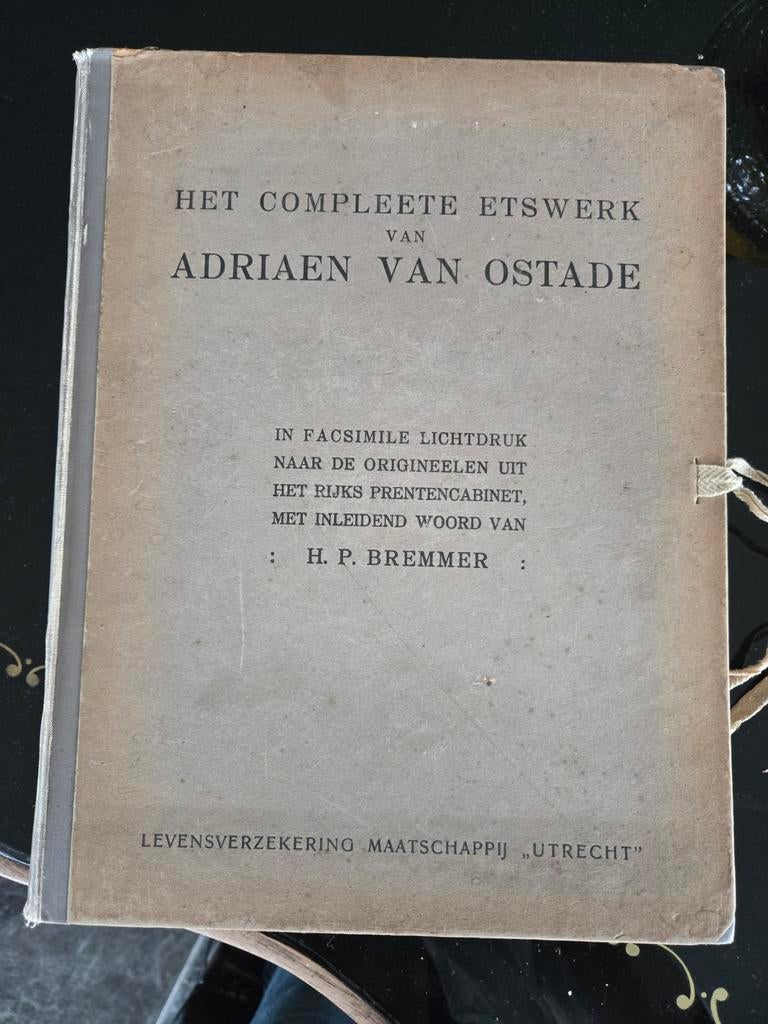 HET COMPLEETE ETSWERK
VAN
ADRIAEN VAN OSTADE
IN FACSIMILE LICHTDRUK
NAAR DE ORIGINEELEN UIT
HET RIJKS PRENTENCABINET,
MET INLEIDEND WOORD VAN
: H. P. BREMMER :
LEVENSVERZEKERING MAATSCHAPPIJ „UTRECHT”